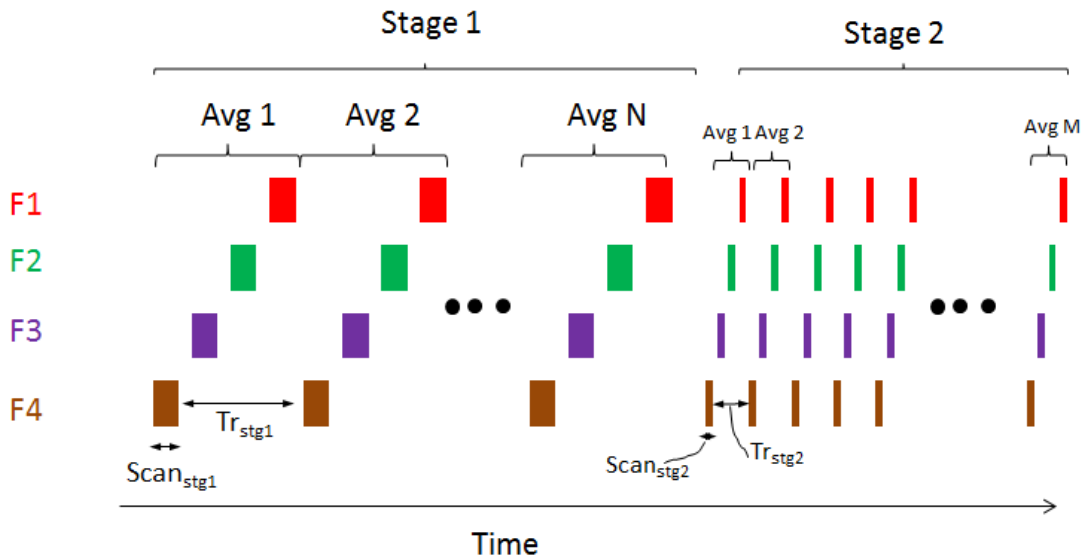 Stage 1
Stage 2
Avg 1
Avg 2
Avg N
Avg 1
Avg 2
Avg M
F1
F2
F3
F4
Tr_stg1
Scan_stg1
Scan_stg2
Tr_stg2
Time